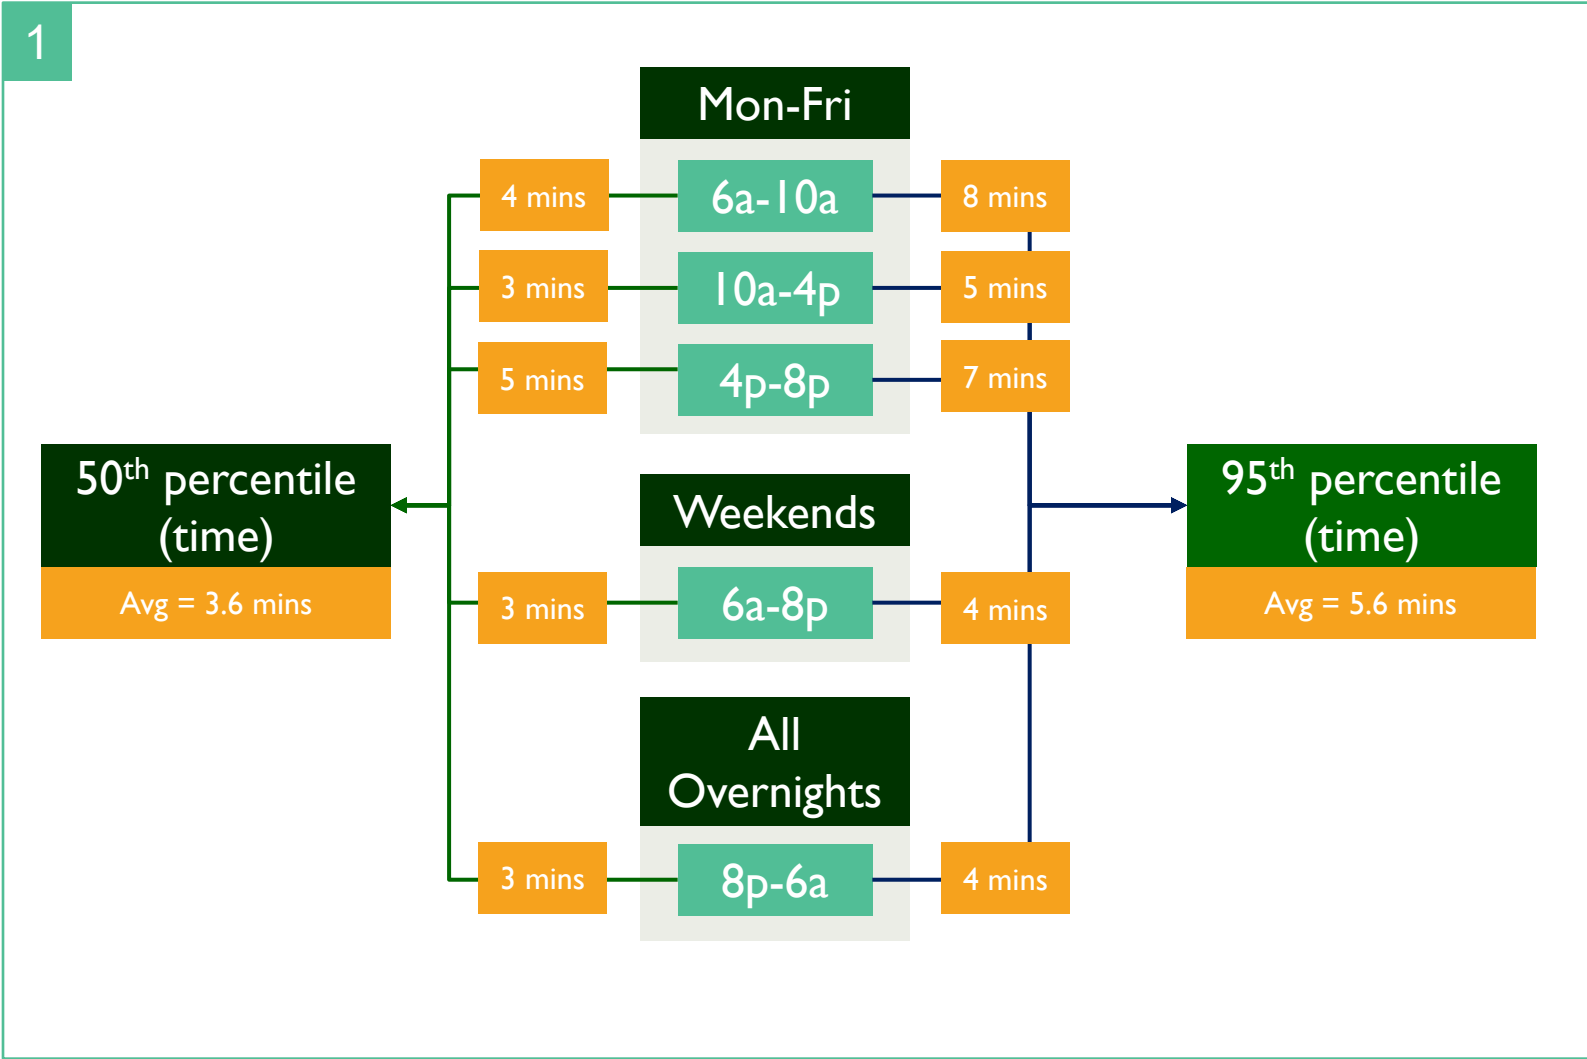 1
Mon-Fri
4 mins
6a-10a
8 mins
3 mins
10a-4p
5 mins
5 mins
4p-8p
7 mins
50th percentile
(time)
Avg = 3.6 mins
Weekends
3 mins
6a-8p
4 mins
95th percentile
(time)
Avg = 5.6 mins
All
Overnights
3 mins
8p-6a
4 mins